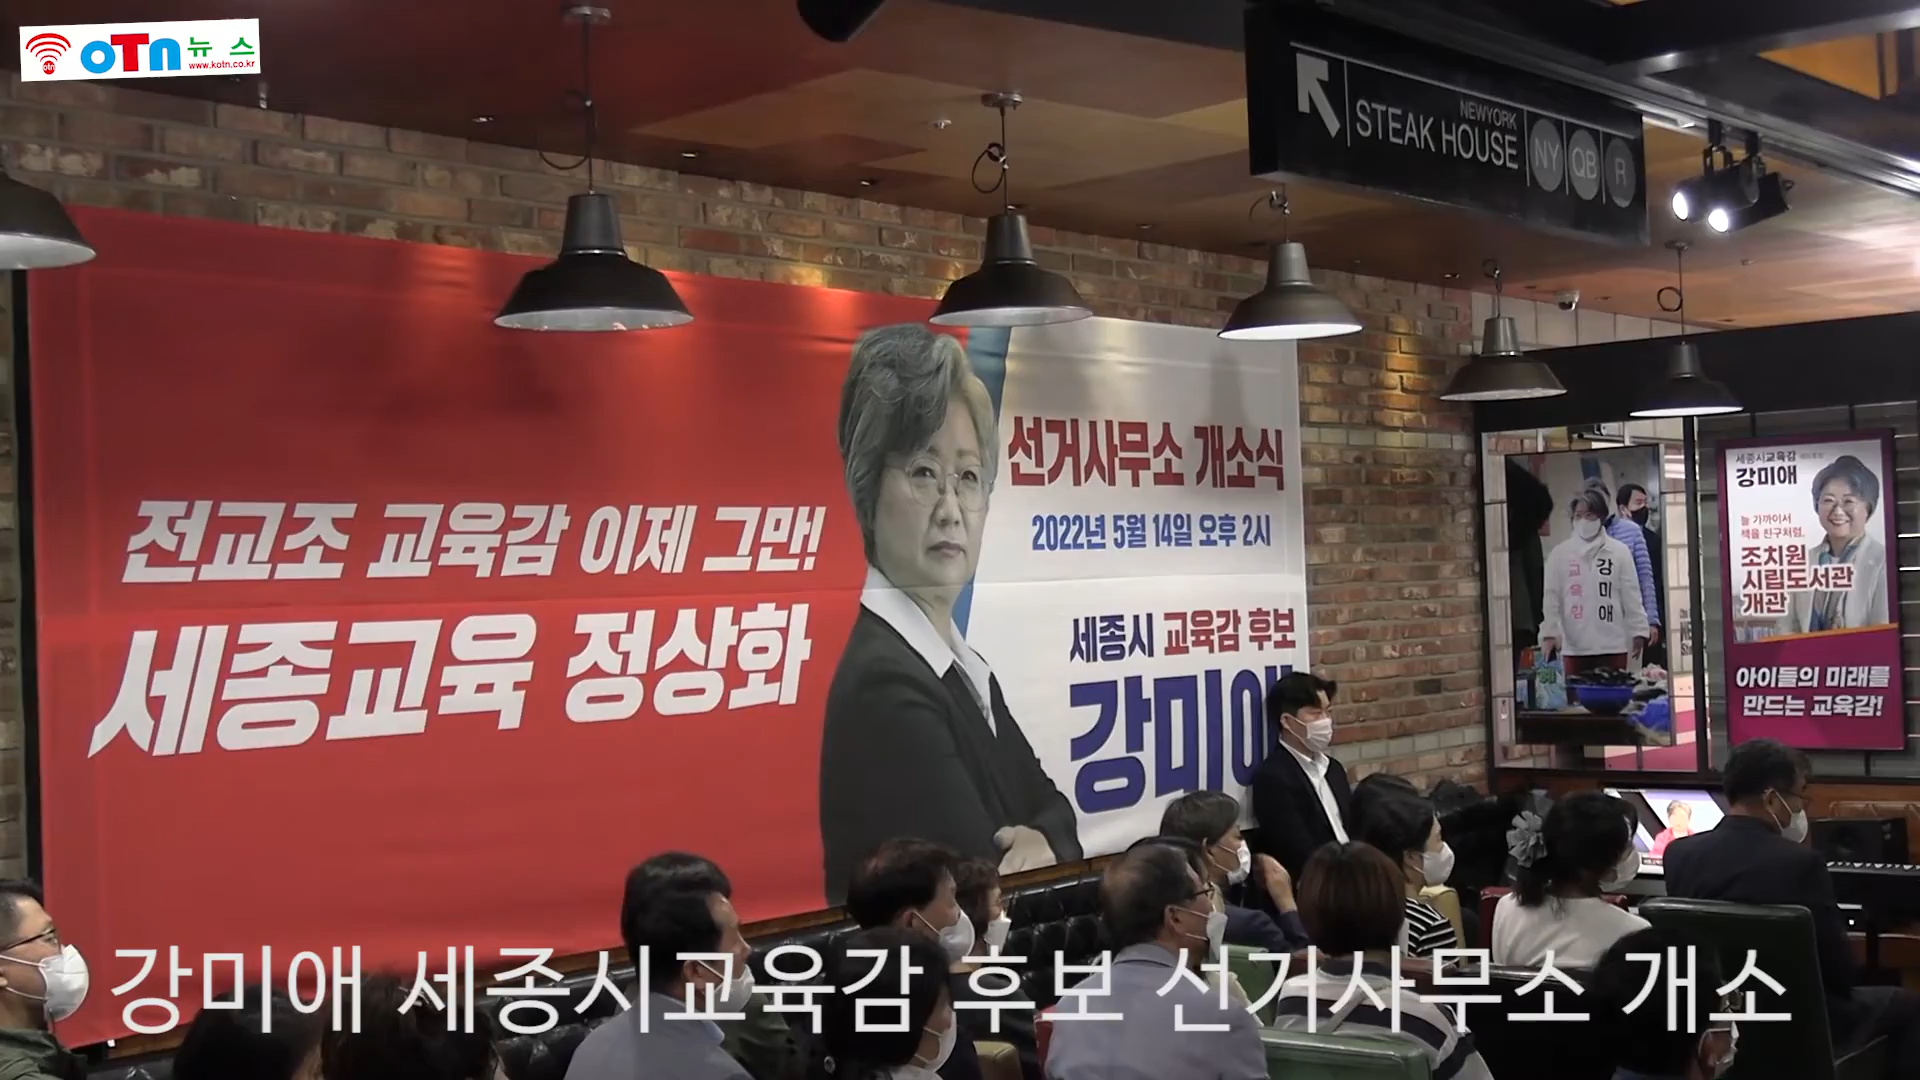 oTn 뉴스
www.kotn.co.kr
otn
NEWYORK
STEAK HOUSE
NY QB R
전교조 교육감 이제 그만!
세종교육 정상화
선거사무소 개소식
2022년 5월 14일 오후 2시
세종시 교육감 후보
강미애
교육감
강미애
세종시교육감
강미애
늘 가까이서
책을 친구처럼,
조치원
시립도서관
개관
아이들의 미래를
만드는 교육감!
강미애 세종시교육감 후보 선거사무소 개소